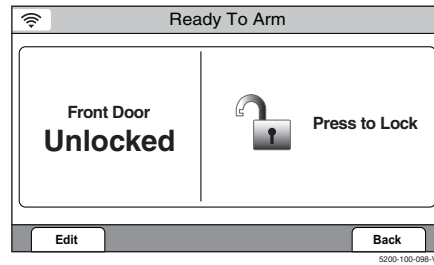 Ready To Arm
Front Door
Unlocked
Press to Lock
Edit
Back
5200-100-098-V